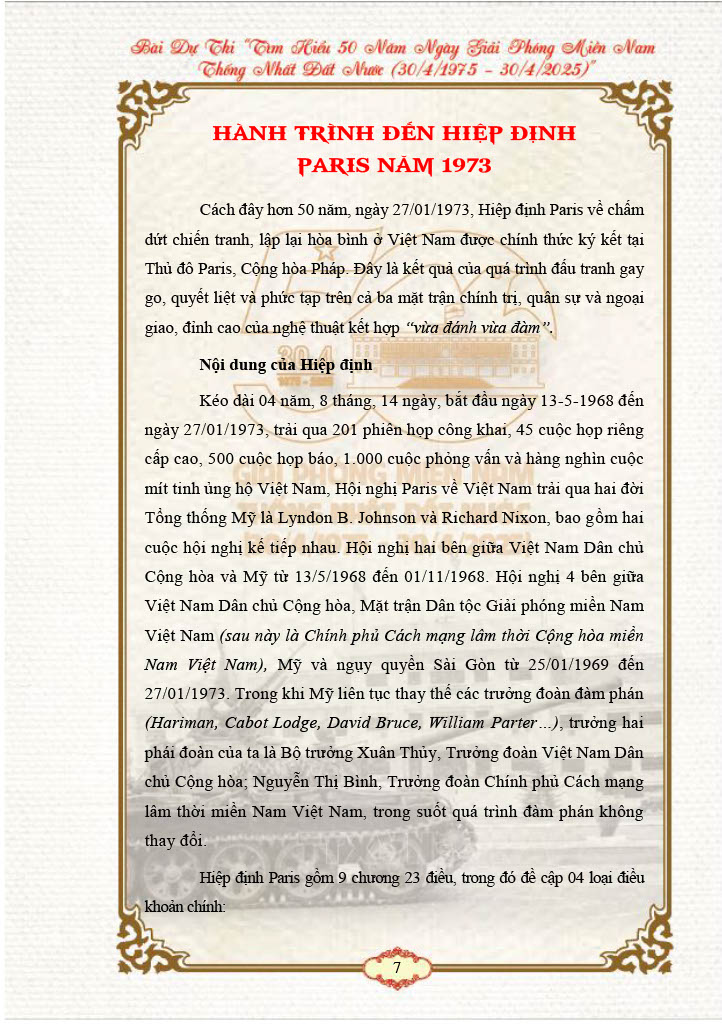 Bài Dự Thi "Tìm Hiểu 50 Năm Ngày Giải Phóng Miền Nam
Thống Nhất Đất Nước (30/4/1975 - 30/4/2025)"
HÀNH TRÌNH ĐẾN HIỆP ĐỊNH
PARIS NĂM 1973
Cách đây hơn 50 năm, ngày 27/01/1973, Hiệp định Paris về chấm
dứt chiến tranh, lập lại hòa bình ở Việt Nam được chính thức ký kết tại
Thủ đô Paris, Cộng hòa Pháp. Đây là kết quả của quá trình đấu tranh gay
go, quyết liệt và phức tạp trên cả ba mặt trận chính trị, quân sự và ngoại
giao, đỉnh cao của nghệ thuật kết hợp "vừa đánh vừa đàm".
Nội dung của Hiệp định
Kéo dài 04 năm, 8 tháng, 14 ngày, bắt đầu ngày 13-5-1968 đến
ngày 27/01/1973, trải qua 201 phiên họp công khai, 45 cuộc họp riêng
cấp cao, 500 cuộc họp báo, 1.000 cuộc phỏng vấn và hàng nghìn cuộc
mít tinh ủng hộ Việt Nam, Hội nghị Paris về Việt Nam trải qua hai đời
Tổng thống Mỹ là Lyndon B. Johnson và Richard Nixon, bao gồm hai
cuộc hội nghị kế tiếp nhau. Hội nghị hai bên giữa Việt Nam Dân chủ
Cộng hòa và Mỹ từ 13/5/1968 đến 01/11/1968. Hội nghị 4 bên giữa
Việt Nam Dân chủ Cộng hòa, Mặt trận Dân tộc Giải phóng miền Nam
Việt Nam (sau này là Chính phủ Cách mạng lâm thời Cộng hòa miền
Nam Việt Nam), Mỹ và ngụy quyền Sài Gòn từ 25/01/1969 đến
27/01/1973. Trong khi Mỹ liên tục thay thế các trưởng đoàn đàm phán
(Hariman, Cabot Lodge, David Bruce, William Parter…), trưởng hai
phái đoàn của ta là Bộ trưởng Xuân Thủy, Trưởng đoàn Việt Nam Dân
chủ Cộng hòa; Nguyễn Thị Bình, Trưởng đoàn Chính phủ Cách mạng
lâm thời miền Nam Việt Nam, trong suốt quá trình đàm phán không
thay đổi.
Hiệp định Paris gồm 9 chương 23 điều, trong đó đề cập 04 loại điều
khoản chính:
7